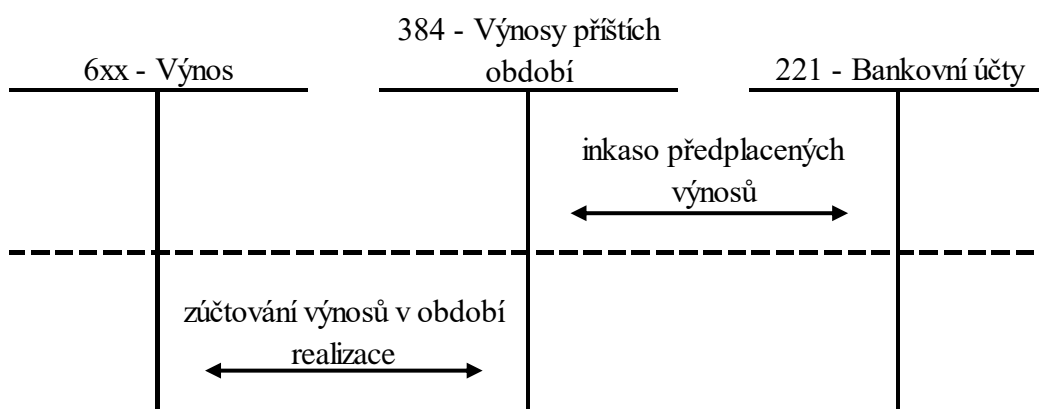 384 - Výnosy příštích
období
6xx - Výnos
221 - Bankovní účty
inkaso předplacených
výnosů
zúčtování výnosů v období
realizace